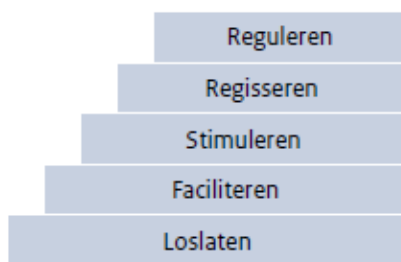 Reguleren
Regisseren
Stimuleren
Faciliteren
Loslaten